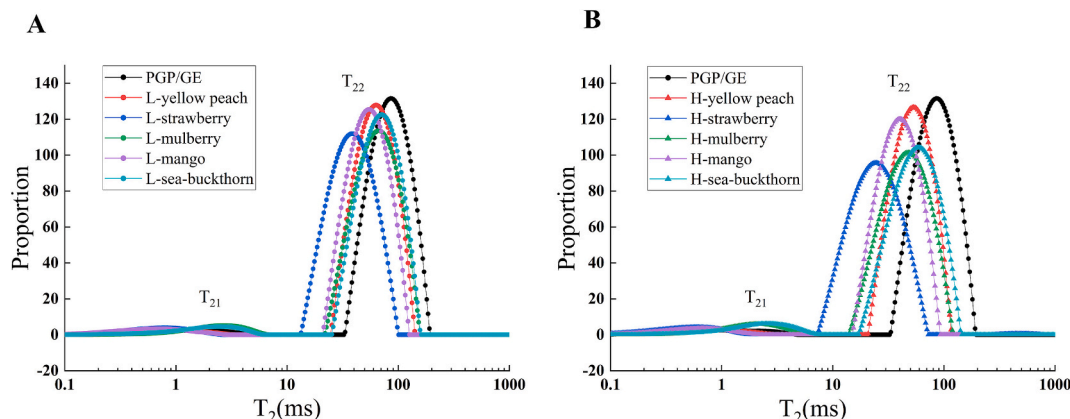 A
Proportion
140
120
100
80
60
40
20
0
-20
PGP/GE
L-yellow peach
L-strawberry
L-mulberry
L-mango
L-sea-buckthorn
T22
T21
0.1 1 10 100 1000
T2(ms)
B
Proportion
140
120
100
80
60
40
20
0
-20
PGP/GE
H-yellow peach
H-strawberry
H-mulberry
H-mango
H-sea-buckthorn
T22
T21
0.1 1 10 100 1000
T2(ms)